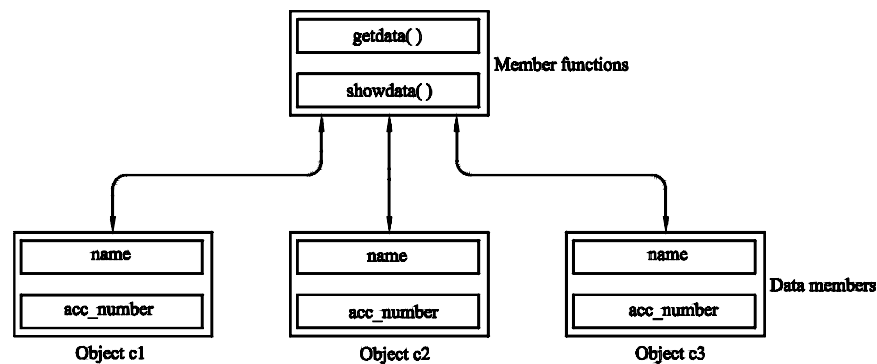 getdata( )
Member functions
showdata( )
name
name
name
Data members
acc_number
acc_number
acc_number
Object c1
Object c2
Object c3